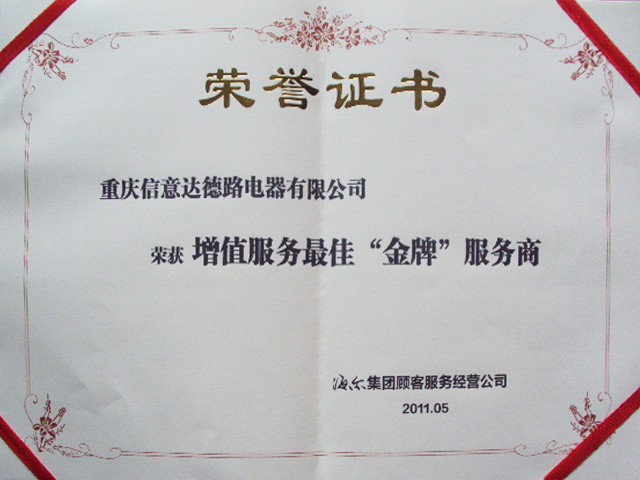 荣誉证书
重庆信意达德路电器有限公司
荣获 增值服务最佳“金牌”服务商
海尔集团顾客服务经营公司
2011.05